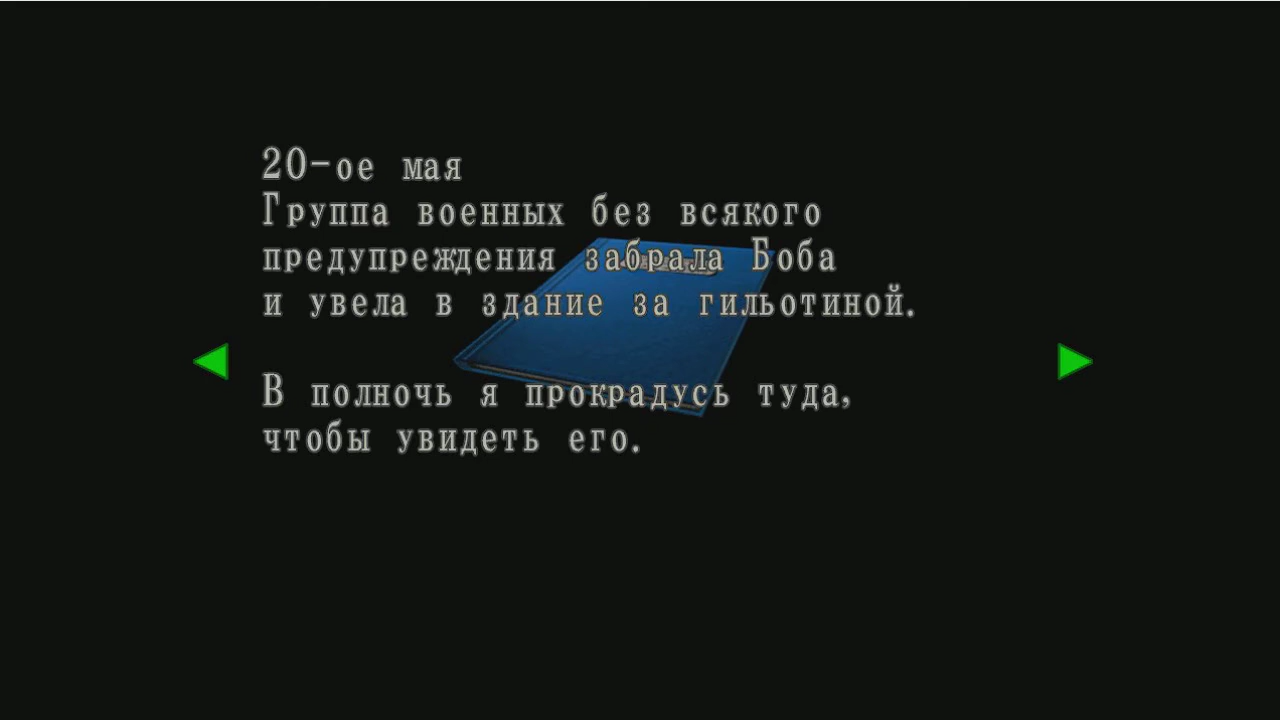 20-ое мая
Группа военных без всякого
предупреждения забрала Боба
и увела в здание за гильотиной.
В полночь я прокрадусь туда,
чтобы увидеть его.